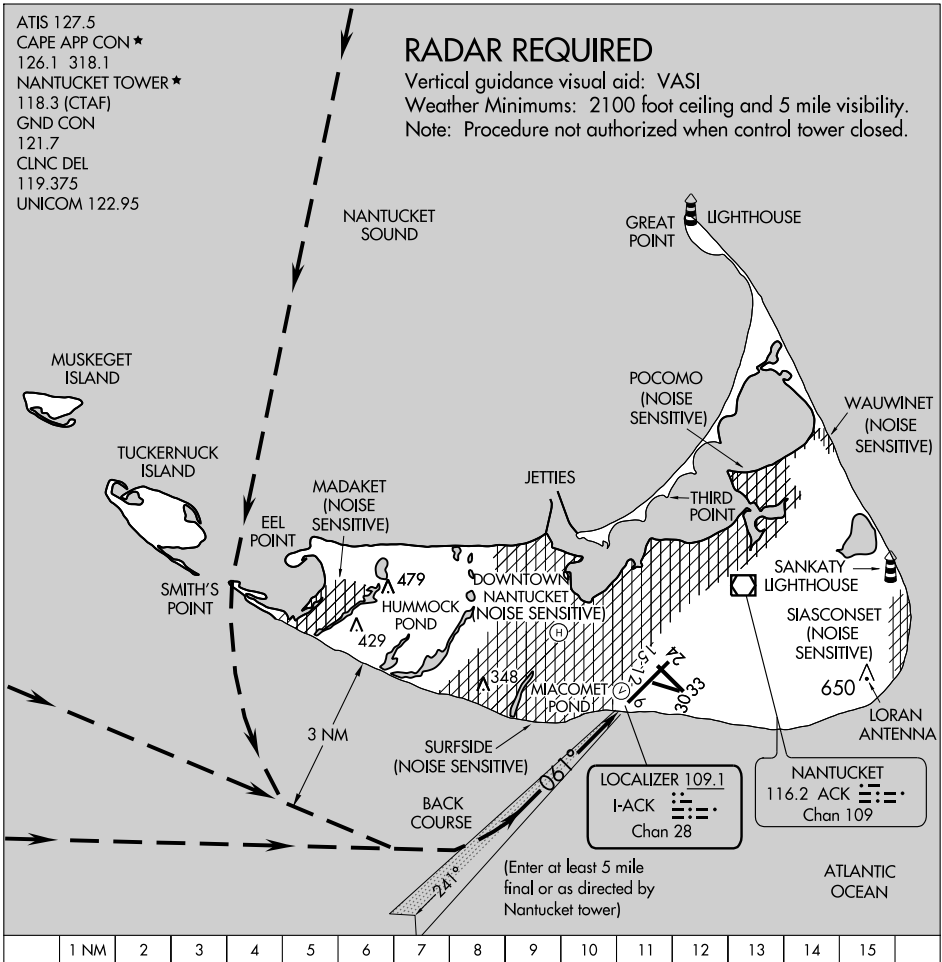 ATIS 127.5
CAPE APP CON ★
126.1 318.1
NANTUCKET TOWER ★
118.3 (CTAF)
GND CON
121.7
CLNC DEL
119.375
UNICOM 122.95
RADAR REQUIRED
Vertical guidance visual aid: VASI
Weather Minimums: 2100 foot ceiling and 5 mile visibility.
Note: Procedure not authorized when control tower closed.
NANTUCKET
SOUND
GREAT
POINT
LIGHTHOUSE
MUSKEGET
ISLAND
POCOMO
(NOISE
SENSITIVE)
WAUWINET
(NOISE
SENSITIVE)
TUCKERNUCK
ISLAND
MADAKET
(NOISE
SENSITIVE)
JETTIES
THIRD
POINT
EEL
POINT
SMITH'S
POINT
479
HUMMOCK
POND
429
DOWNTOWN
NANTUCKET
(NOISE SENSITIVE)
H
SANKATY
LIGHTHOUSE
SIASCONSET
(NOISE
SENSITIVE)
650
LORAN
ANTENNA
348
MIACOMET
POND
V
15-12
24
6
30
33
3 NM
SURFSIDE
(NOISE SENSITIVE)
061°
BACK
COURSE
241°
LOCALIZER 109.1
I-ACK
Chan 28
NANTUCKET
116.2 ACK
Chan 109
(Enter at least 5 mile
final or as directed by
Nantucket tower)
ATLANTIC
OCEAN
1 NM 2 3 4 5 6 7 8 9 10 11 12 13 14 15